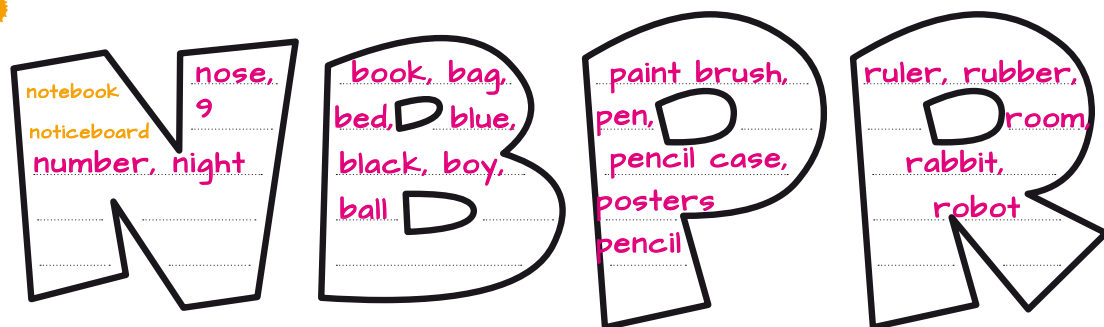 notebook
noticeboard
nose,
9
number, night
book, bag,
bed, blue,
black, boy,
ball
paint brush,
pen,
pencil case,
posters
pencil
ruler, rubber,
room,
rabbit,
robot